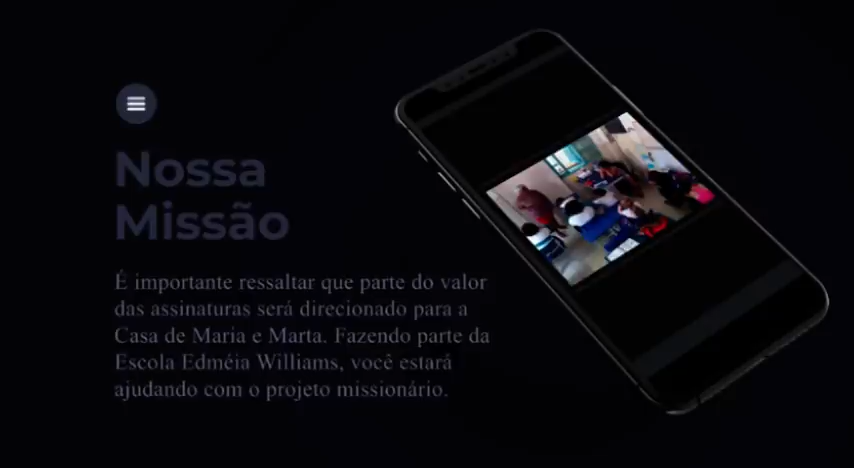 Nossa
Missão
É importante ressaltar que parte do valor
das assinaturas será direcionado para a
Casa de Maria e Marta. Fazendo parte da
Escola Edméia Williams, você estará
ajudando com o projeto missionário.